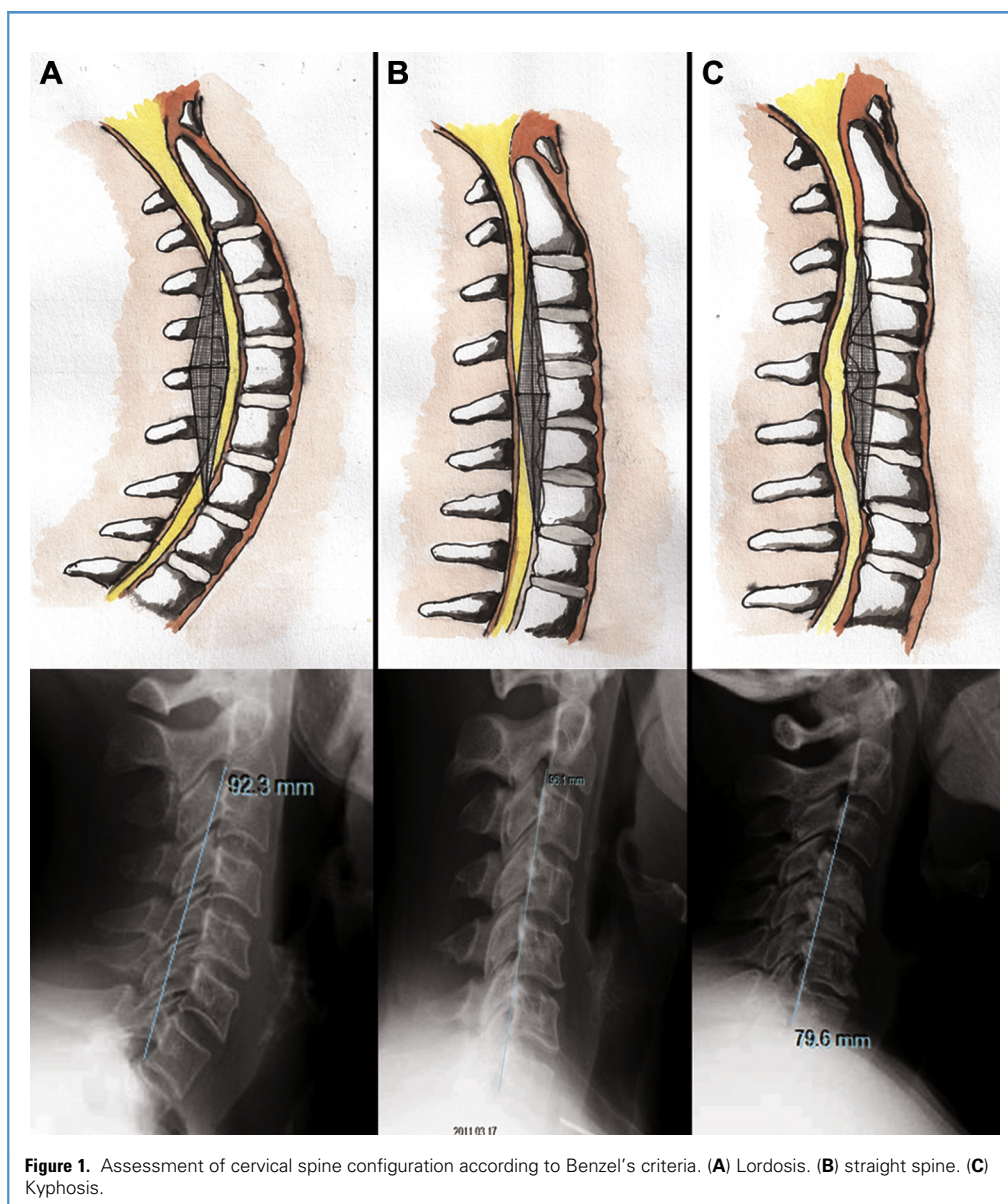 A
B
C
92.3 mm
mm
79.6 mm
2011 03 17
Figure 1. Assessment of cervical spine configuration according to Benzel's criteria. (A) Lordosis. (B) straight spine. (C)
Kyphosis.